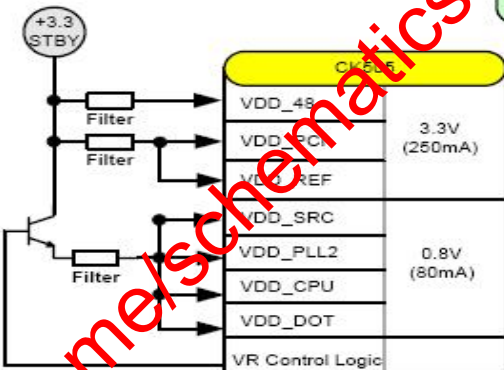 +3.3
STBY
CK505
VDD_48
Filter
VDD_PCI
3.3V
(250mA)
Filter
VDD_REF
VDD_SRC
VDD_PLL2
0.8V
(80mA)
Filter
VDD_CPU
VDD_DOT
VR Control Logic
me/schematics